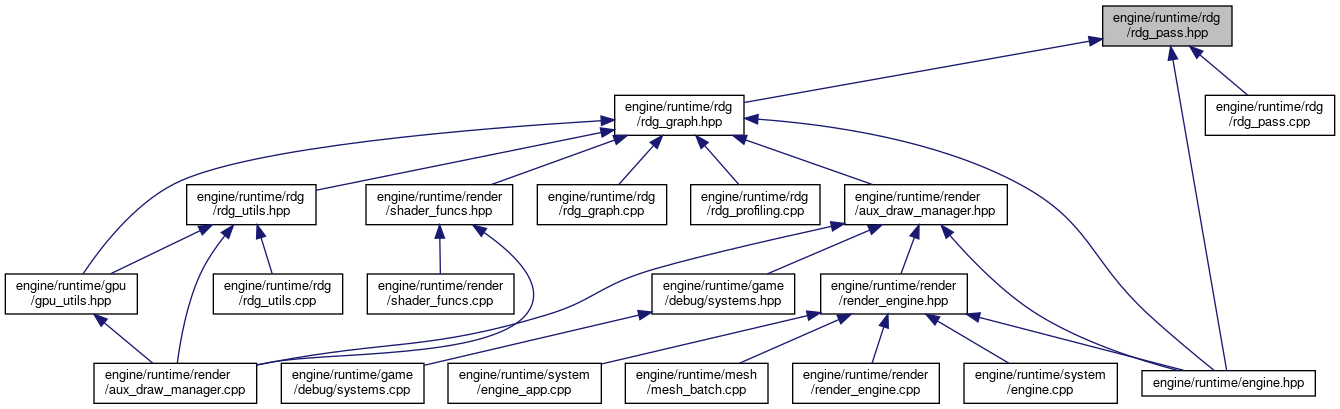 engine/runtime/rdg
/rdg_pass.hpp
engine/runtime/rdg
/rdg_graph.hpp
engine/runtime/rdg
/rdg_pass.cpp
engine/runtime/rdg
/rdg_utils.hpp
engine/runtime/render
/shader_funcs.hpp
engine/runtime/rdg
/rdg_graph.cpp
engine/runtime/rdg
/rdg_profiling.cpp
engine/runtime/render
/aux_draw_manager.hpp
engine/runtime/gpu
/gpu_utils.hpp
engine/runtime/rdg
/rdg_utils.cpp
engine/runtime/render
/shader_funcs.cpp
engine/runtime/game
/debug/systems.hpp
engine/runtime/render
/render_engine.hpp
engine/runtime/render
/aux_draw_manager.cpp
engine/runtime/game
/debug/systems.cpp
engine/runtime/system
/engine_app.cpp
engine/runtime/mesh
/mesh_batch.cpp
engine/runtime/render
/render_engine.cpp
engine/runtime/system
/engine.cpp
engine/runtime/engine.hpp